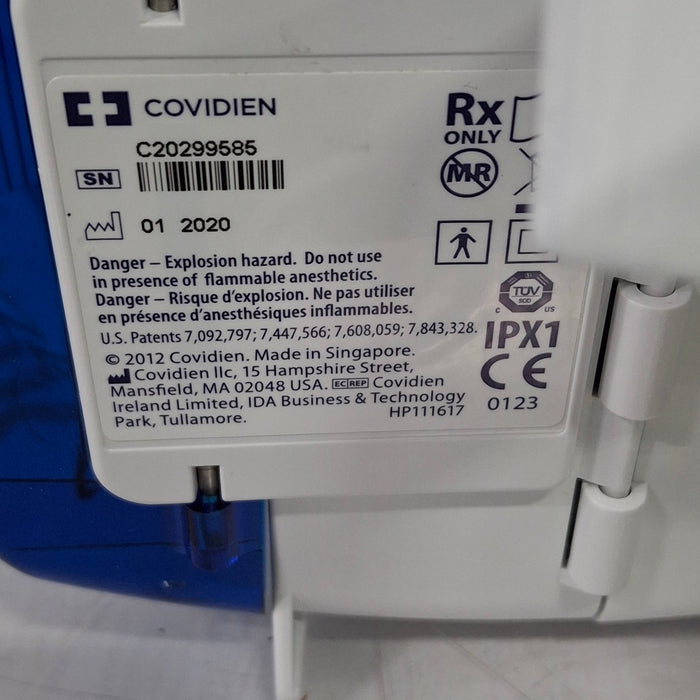 COVIDIEN
Rx
ONLY
C20299585
SN
MR
01 2020
Danger – Explosion hazard. Do not use
in presence of flammable anesthetics.
Danger – Risque d'explosion. Ne pas utiliser
en présence d'anesthésiques inflammables.
TÜV
SÜD
C US
U.S. Patents 7,092,797; 7,447,566; 7,608,059; 7,843,328.
IPX1
© 2012 Covidien. Made in Singapore.
Covidien llc, 15 Hampshire Street,
Mansfield, MA 02048 USA. EC REP Covidien
Ireland Limited, IDA Business & Technology
Park, Tullamore.
HP111617
CE
0123